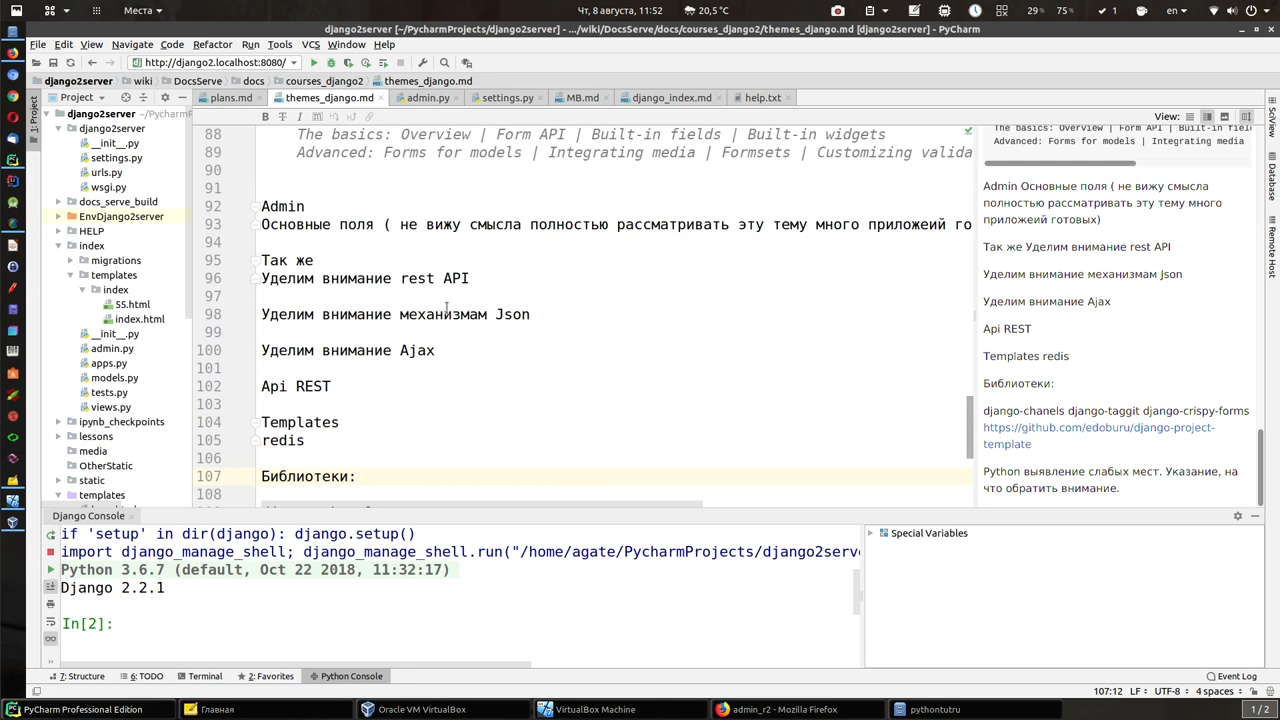 Места
Чт, 8 августа, 11:52
20,5 °C
29%
75%
1
en
django2server [~/PycharmProjects/django2server] - .../wiki/DocsServe/docs/courses_django2/themes_django.md [django2server] - PyCharm
File Edit View Navigate Code Refactor Run Tools VCS Window Help
http://django2.localhost:8080/
django2server wiki DocsServe docs courses_django2 themes_django.md
Project
plans.md themes_django.md admin.py settings.py MB.md django_index.md help.txt
View:
1: Project
SciView
Database
Remote Host
django2server ~/PycharmP
django2server
__init__.py
settings.py
urls.py
wsgi.py
docs_serve_build
EnvDjango2server
HELP
index
migrations
templates
index
55.html
index.html
__init__.py
admin.py
apps.py
models.py
tests.py
views.py
ipynb_checkpoints
lessons
media
OtherStatic
static
templates
88 The basics: Overview | Form API | Built-in fields | Built-in widgets
89 Advanced: Forms for models | Integrating media | Formsets | Customizing valida
90
91
92 Admin
93 Основные поля ( не вижу смысла полностью рассматривать эту тему много приложеий го
94
95 Так же
96 Уделим внимание rest API
97
98 Уделим внимание механизмам Json
99
100 Уделим внимание Ajax
101
102 Api REST
103
104 Templates
105 redis
106
107 Библиотеки:
108
The basics: Overview | Form API | Built-in fields | Built-in widge
Advanced: Forms for models | Integrating media | Formsets
Admin Основные поля ( не вижу смысла
полностью рассматривать эту тему много
приложеий готовых)
Так же Уделим внимание rest API
Уделим внимание механизмам Json
Уделим внимание Ajax
Api REST
Templates redis
Библиотеки:
django-chanels django-taggit django-crispy-forms
https://github.com/edoburu/django-project-
template
Python выявление слабых мест. Указание, на
что обратить внимание.
Django Console
if 'setup' in dir(django): django.setup()
import django_manage_shell; django_manage_shell.run("/home/agate/PycharmProjects/django2serve
Python 3.6.7 (default, Oct 22 2018, 11:32:17)
Django 2.2.1
In[2]:
Special Variables
7: Structure 6: TODO Terminal 2: Favorites Python Console Event Log
107:12 LF UTF-8 4 spaces
PyCharm Professional Edition Главная Oracle VM VirtualBox VirtualBox Machine admin_r2 - Mozilla Firefox pythontutru 1 / 2